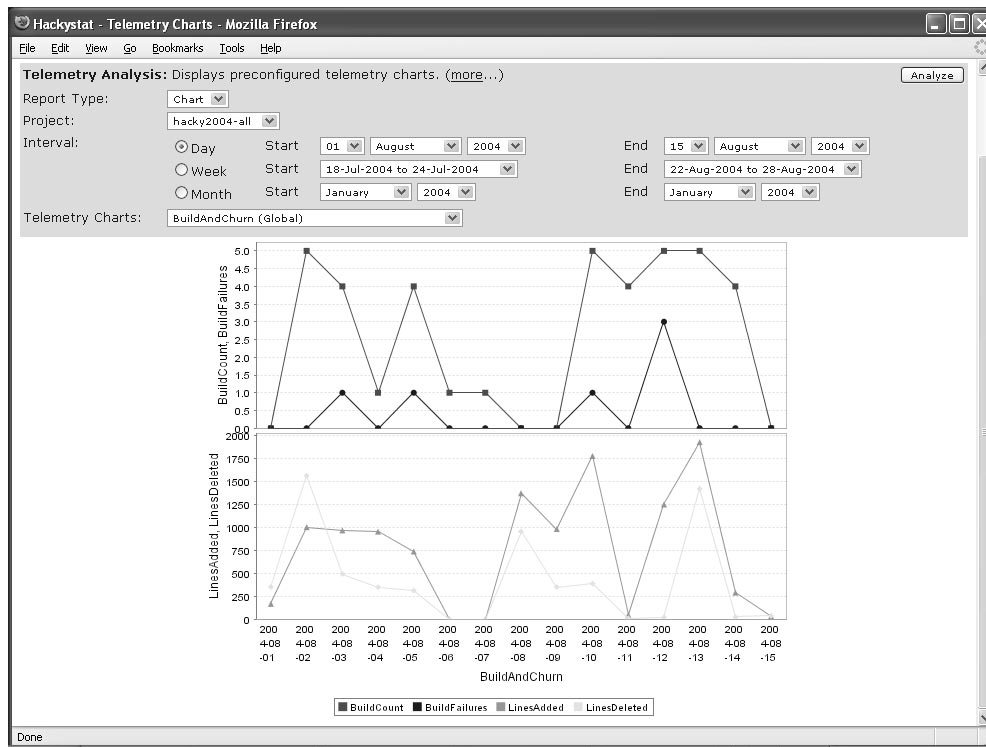 Hackystat - Telemetry Charts - Mozilla Firefox
File Edit View Go Bookmarks Tools Help
Telemetry Analysis: Displays preconfigured telemetry charts. (more...) Analyze
Report Type: Chart
Project: hacky2004-all
Interval: Day Start 01 August 2004 End 15 August 2004
Week Start 18-Jul-2004 to 24-Jul-2004 End 22-Aug-2004 to 28-Aug-2004
Month Start January 2004 End January 2004
Telemetry Charts: BuildAndChurn (Global)
BuildCount, BuildFailures
5.0
4.5
4.0
3.5
3.0
2.5
2.0
1.5
1.0
0.5
0.0
LinesAdded, LinesDeleted
2000
1750
1500
1250
1000
750
500
250
0
200 200 200 200 200 200 200 200 200 200 200 200 200 200 200
4-08 4-08 4-08 4-08 4-08 4-08 4-08 4-08 4-08 4-08 4-08 4-08 4-08 4-08 4-08
-01 -02 -03 -04 -05 -06 -07 -08 -09 -10 -11 -12 -13 -14 -15
BuildAndChurn
BuildCount BuildFailures LinesAdded LinesDeleted
Done